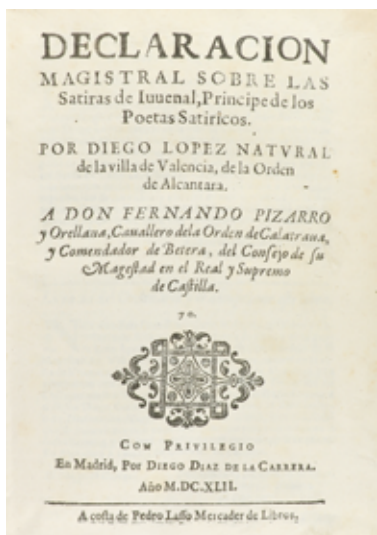 DECLARACION
MAGISTRAL SOBRE LAS
Satiras de Iuuenal, Principe de los
Poetas Satiricos.
POR DIEGO LOPEZ NATVRAL
de la villa de Valencia, de la Orden
de Alcantara.
A DON FERNANDO PIZARRO
y Orellana, Cauallero de la Orden de Calatraua,
y Comendador de Betera, del Consejo de su
Magestad en el Real y Supremo
de Castilla.
70.
CON PRIVILEGIO
En Madrid, Por DIEGO DIAZ DE LA CARRERA.
Año M.DC.XLII.
A costa de Pedro Lasso Mercader de Libros,